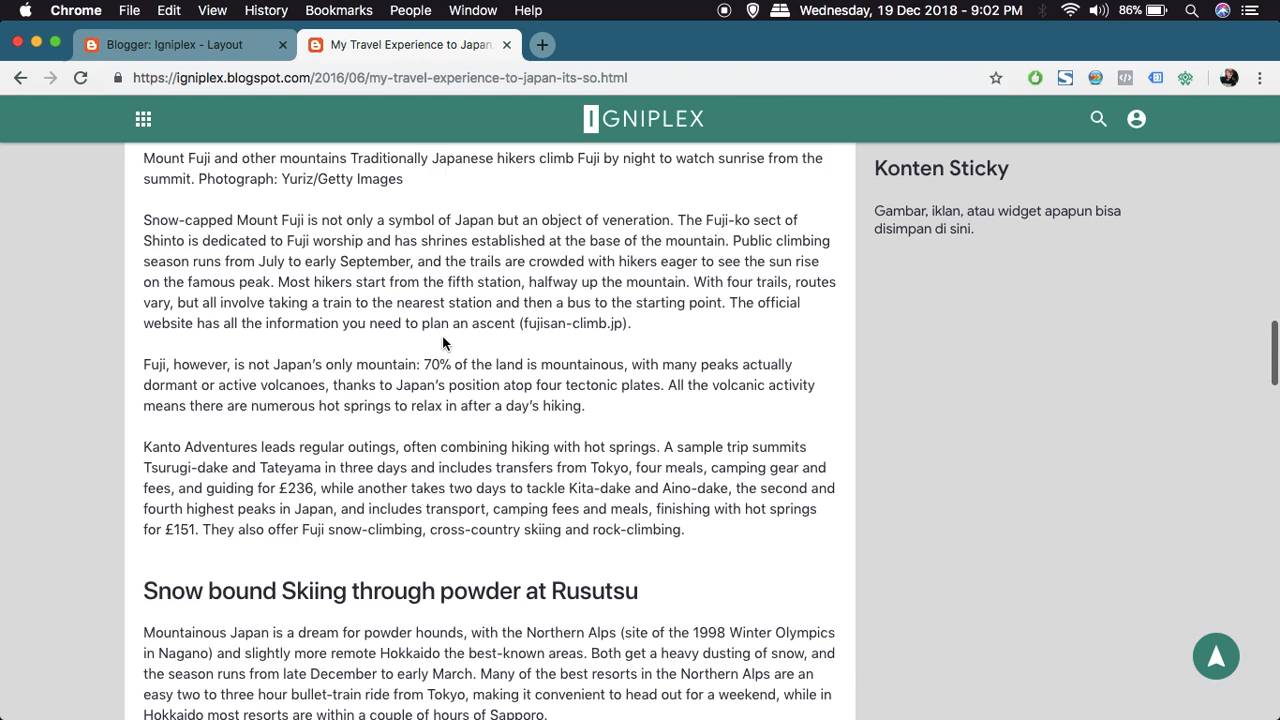 Chrome File Edit View History Bookmarks People Window Help Wednesday, 19 Dec 2018 - 9:02 PM 86%
Blogger: Igniplex - Layout
My Travel Experience to Japan
https://igniplex.blogspot.com/2016/06/my-travel-experience-to-japan-its-so.html
IGNIPLEX
Mount Fuji and other mountains Traditionally Japanese hikers climb Fuji by night to watch sunrise from the
summit. Photograph: Yuriz/Getty Images
Snow-capped Mount Fuji is not only a symbol of Japan but an object of veneration. The Fuji-ko sect of
Shinto is dedicated to Fuji worship and has shrines established at the base of the mountain. Public climbing
season runs from July to early September, and the trails are crowded with hikers eager to see the sun rise
on the famous peak. Most hikers start from the fifth station, halfway up the mountain. With four trails, routes
vary, but all involve taking a train to the nearest station and then a bus to the starting point. The official
website has all the information you need to plan an ascent (fujisan-climb.jp).
Fuji, however, is not Japan’s only mountain: 70% of the land is mountainous, with many peaks actually
dormant or active volcanoes, thanks to Japan’s position atop four tectonic plates. All the volcanic activity
means there are numerous hot springs to relax in after a day’s hiking.
Kanto Adventures leads regular outings, often combining hiking with hot springs. A sample trip summits
Tsurugi-dake and Tateyama in three days and includes transfers from Tokyo, four meals, camping gear and
fees, and guiding for £236, while another takes two days to tackle Kita-dake and Aino-dake, the second and
fourth highest peaks in Japan, and includes transport, camping fees and meals, finishing with hot springs
for £151. They also offer Fuji snow-climbing, cross-country skiing and rock-climbing.
Snow bound Skiing through powder at Rusutsu
Mountainous Japan is a dream for powder hounds, with the Northern Alps (site of the 1998 Winter Olympics
in Nagano) and slightly more remote Hokkaido the best-known areas. Both get a heavy dusting of snow, and
the season runs from late December to early March. Many of the best resorts in the Northern Alps are an
easy two to three hour bullet-train ride from Tokyo, making it convenient to head out for a weekend, while in
Hokkaido most resorts are within a couple of hours of Sapporo.
Konten Sticky
Gambar, iklan, atau widget apapun bisa
disimpan di sini.